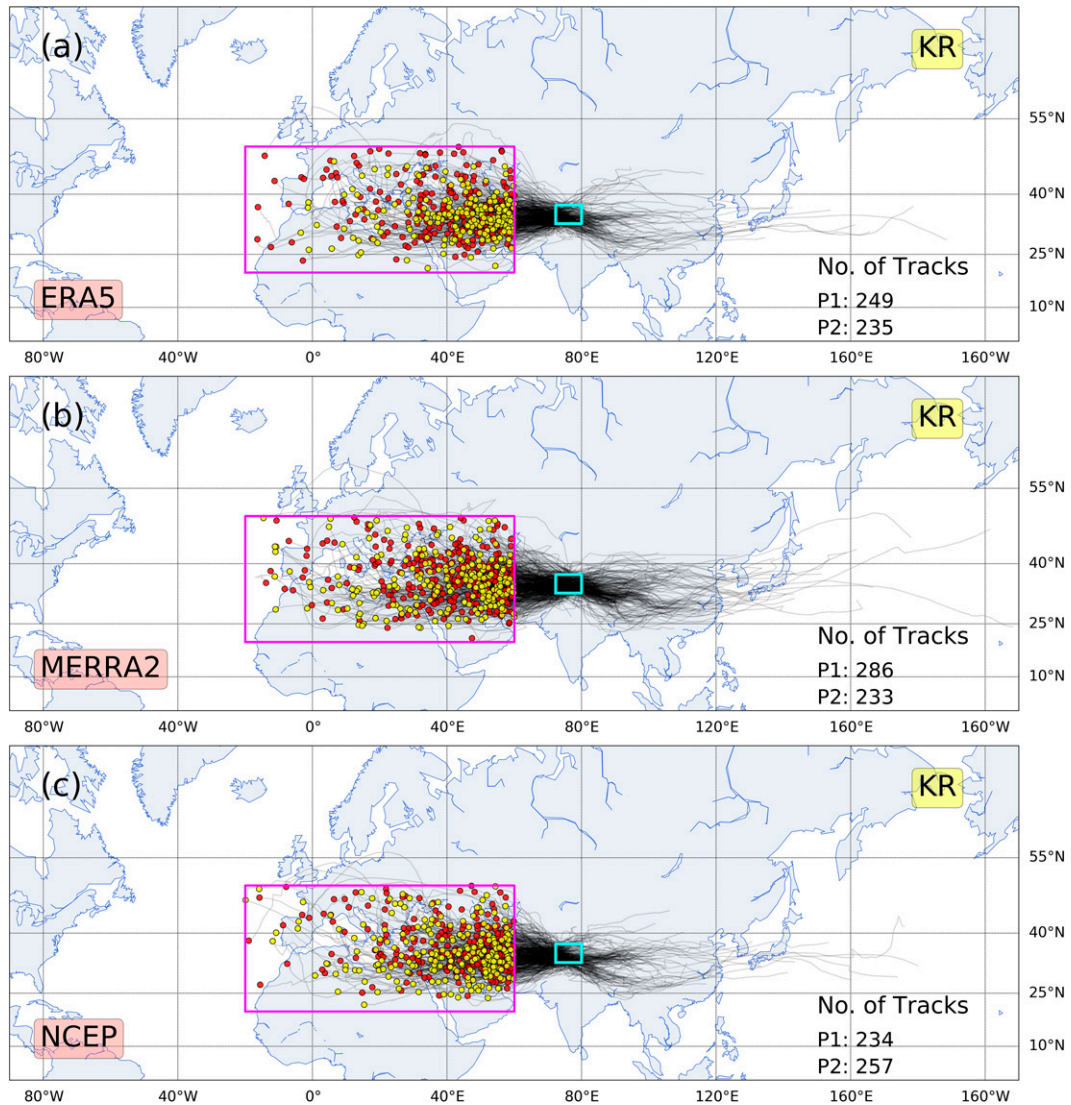 (a)
KR
55°N
40°N
25°N
No. of Tracks
ERA5
P1: 249
10°N
P2: 235
80°W 40°W 0° 40°E 80°E 120°E 160°E 160°W
(b)
KR
55°N
40°N
25°N
No. of Tracks
MERRA2
P1: 286
10°N
P2: 233
80°W 40°W 0° 40°E 80°E 120°E 160°E 160°W
(c)
KR
55°N
40°N
25°N
No. of Tracks
NCEP
P1: 234
10°N
P2: 257
80°W 40°W 0° 40°E 80°E 120°E 160°E 160°W